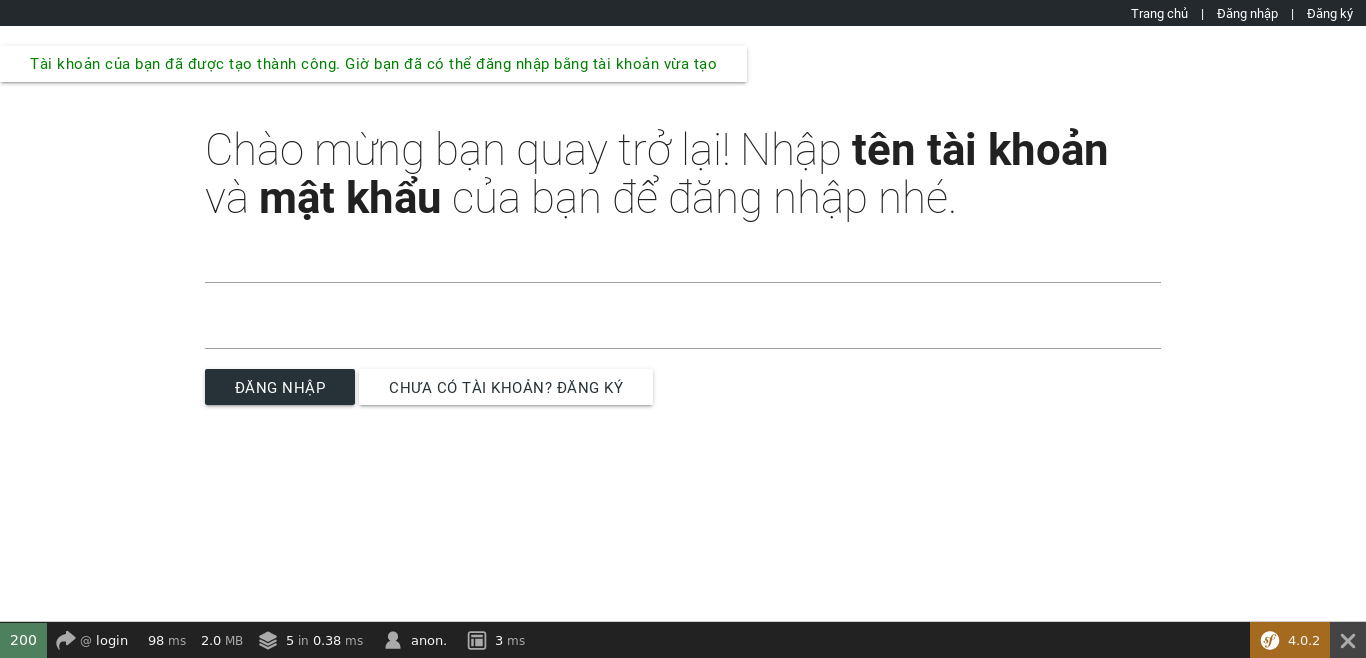 Trang chủ | Đăng nhập | Đăng ký
Tài khoản của bạn đã được tạo thành công. Giờ bạn đã có thể đăng nhập bằng tài khoản vừa tạo
Chào mừng bạn quay trở lại! Nhập tên tài khoản
và mật khẩu của bạn để đăng nhập nhé.
ĐĂNG NHẬP CHƯA CÓ TÀI KHOẢN? ĐĂNG KÝ
200 @ login 98 ms 2.0 MB 5 in 0.38 ms anon. 3 ms sf 4.0.2